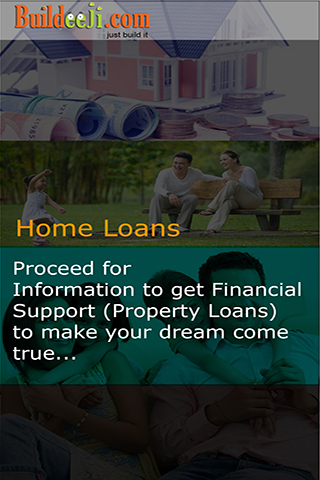 Buildeeji.com
just build it
Home Loans
Proceed for
Information to get Financial
Support (Property Loans)
to make your dream come
true...